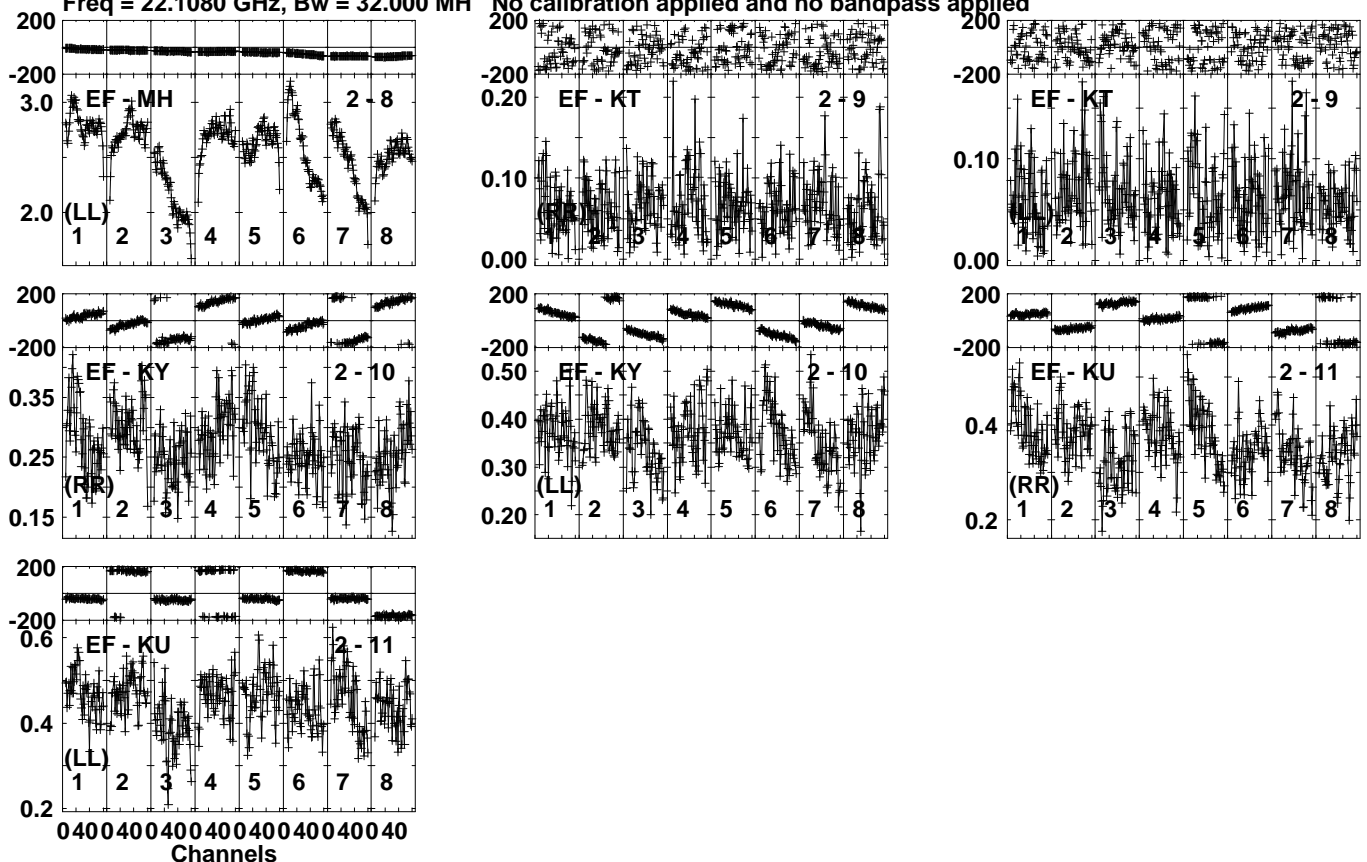 Freq = 22.1080 GHz, Bw = 32.000 MH No calibration applied and no bandpass applied
200 200 200
-200 -200 -200
EF - MH 2 - 8 EF - KT 2 - 9 EF - KT 2 - 9
3.0 0.20
0.10 0.10
2.0
(LL) (RR)
1 2 3 4 5 6 7 8 1 2 3 4 5 6 7 8 1 2 3 4 5 6 7 8
0.00 0.00
200 200 200
-200 -200 -200
EF - KY 2 - 10 EF - KY 2 - 10 EF - KU 2 - 11
0.35 0.50 0.4
0.40
0.25 0.30
(RR) (LL) (RR)
1 2 3 4 5 6 7 8 1 2 3 4 5 6 7 8 1 2 3 4 5 6 7 8
0.15 0.20 0.2
200
-200
0.6 EF - KU 2 - 11
0.4
(LL)
1 2 3 4 5 6 7 8
0.2
0 40 0 40 0 40 0 40 0 40 0 40 0 40 0 40
Channels